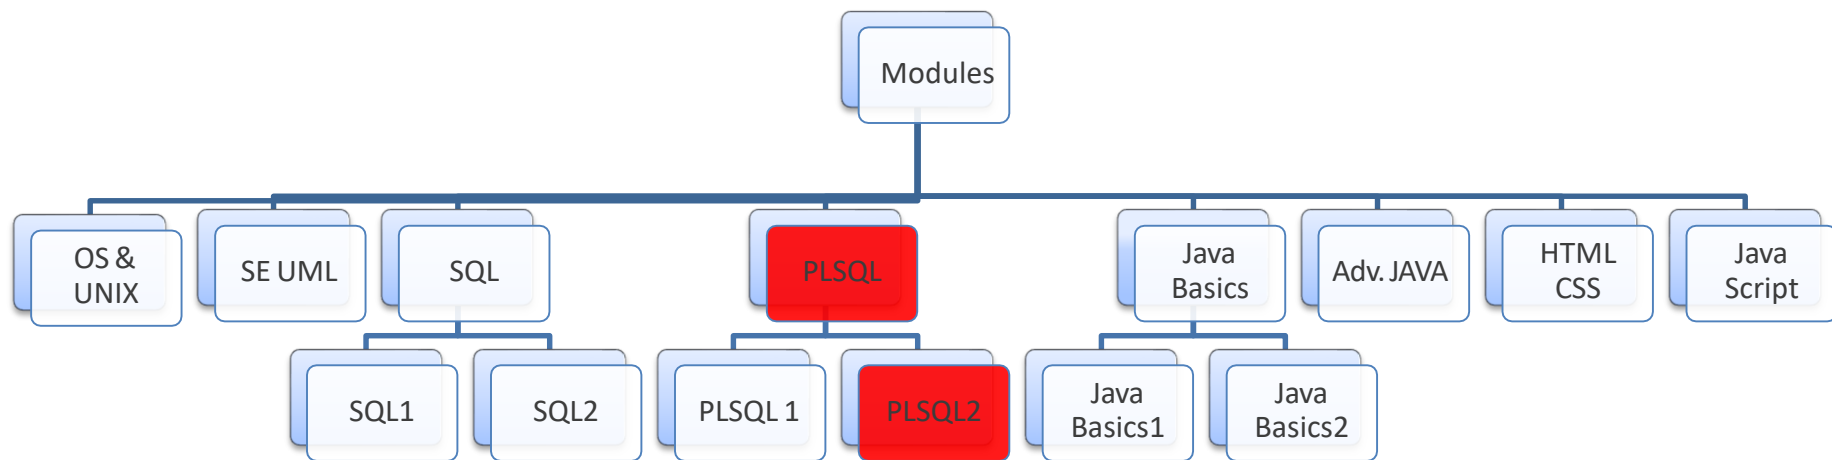 Modules
OS &
UNIX
SE UML
SQL
PLSQL
Java
Basics
Adv. JAVA
HTML
CSS
Java
Script
SQL1
SQL2
PLSQL 1
PLSQL2
Java
Basics1
Java
Basics2